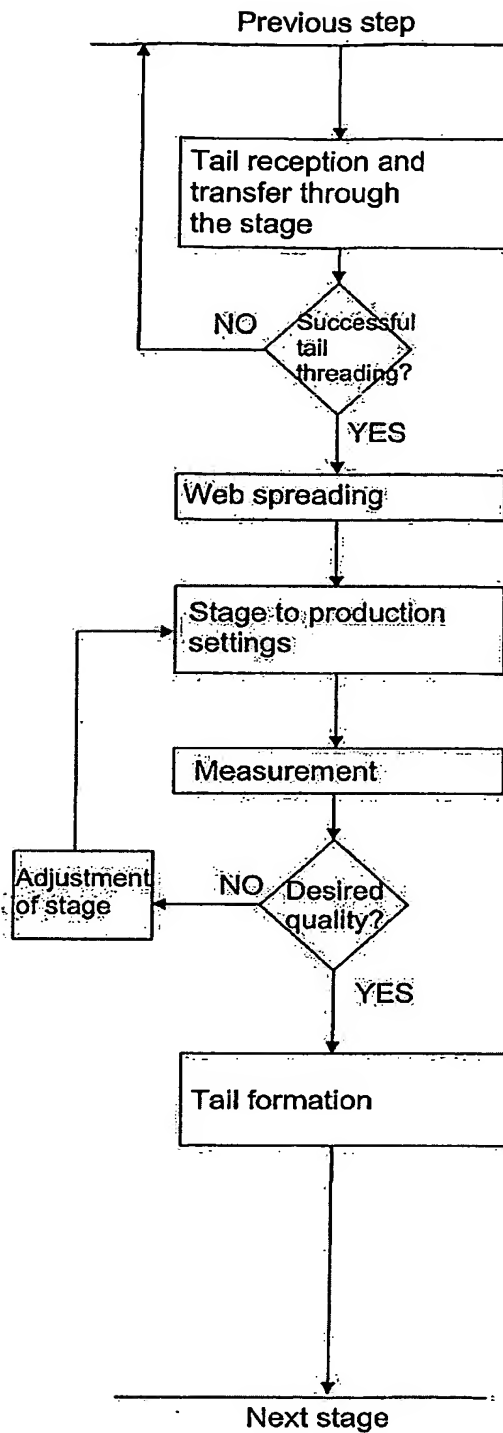 Previous step
Tail reception and
transfer through
the stage
NO
Successful
tail
threading?
YES
Web spreading
Stage to production
settings
Measurement
Adjustment
of stage
NO
Desired
quality?
YES
Tail formation
Next stage